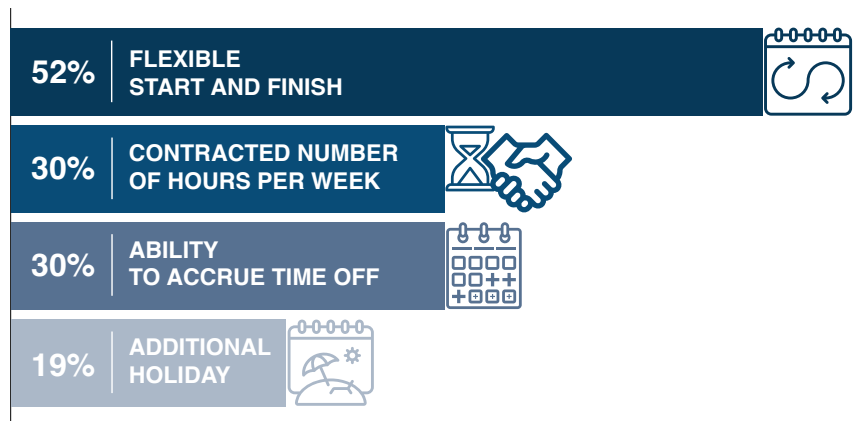 52%
FLEXIBLE
START AND FINISH
30%
CONTRACTED NUMBER
OF HOURS PER WEEK
30%
ABILITY
TO ACCRUE TIME OFF
19%
ADDITIONAL
HOLIDAY